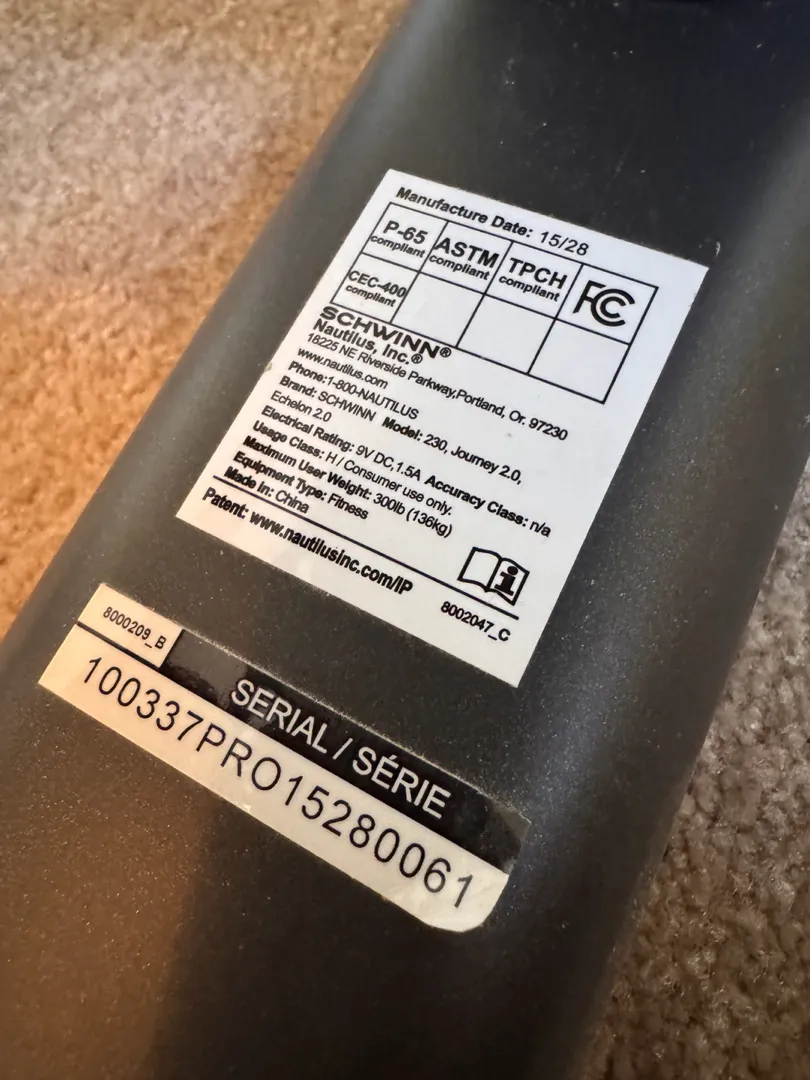 Manufacture Date: 15/28
P-65 compliant
ASTM compliant
TPCH compliant
FC
CEC-400 compliant
SCHWINN®
Nautilus, Inc.®
18225 NE Riverside Parkway,Portland, Or. 97230
www.nautilus.com
Phone:1-800-NAUTILUS
Brand: SCHWINN Model: 230, Journey 2.0,
Echelon 2.0
Electrical Rating: 9V DC,1.5A Accuracy Class: n/a
Usage Class: H / Consumer use only.
Maximum User Weight: 300lb (136kg)
Equipment Type: Fitness
Made In: China
Patent: www.nautilusinc.com/IP
8002047_C
8000209_B
SERIAL / SÉRIE
100337PRO15280061